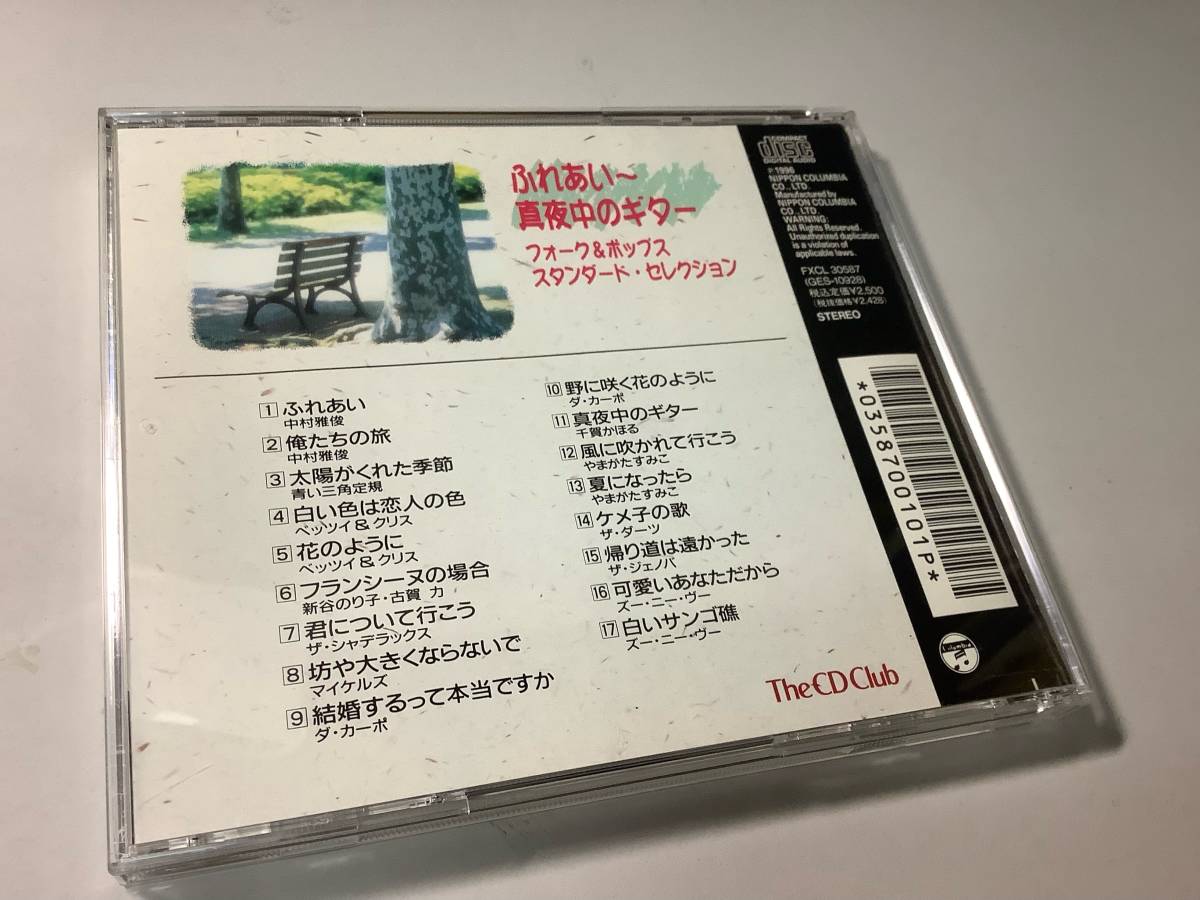 ふれあい～
真夜中のギター
フォーク＆ポップス
スタンダード・セレクション
1 ふれあい
中村雅俊
2 俺たちの旅
中村雅俊
3 太陽がくれた季節
青い三角定規
4 白い色は恋人の色
ベッツイ＆クリス
5 花のように
ベッツイ＆クリス
6 フランシーヌの場合
新谷のり子・古賀 力
7 君について行こう
ザ・シャデラックス
8 坊や大きくならないで
マイケルズ
9 結婚するって本当ですか
ダ・カーポ
10 野に咲く花のように
ダ・カーポ
11 真夜中のギター
千賀かほる
12 風に吹かれて行こう
やまがたすみこ
13 夏になったら
やまがたすみこ
14 ケメ子の歌
ザ・ダーツ
15 帰り道は遠かった
ザ・ジェノバ
16 可愛いあなただから
ズー・ニー・ヴー
17 白いサンゴ礁
ズー・ニー・ヴー
The CD Club
COMPACT
disc
DIGITAL AUDIO
℗ 1996
NIPPON COLUMBIA
CO., LTD.
Manufactured by
NIPPON COLUMBIA
CO., LTD.
WARNING:
All Rights Reserved.
Unauthorized duplication
is a violation of
applicable laws.
FXCL 30587
(GES-10928)
税込定価¥2,500
(税抜価格¥2,428)
STEREO
*0358700101P*
Columbia